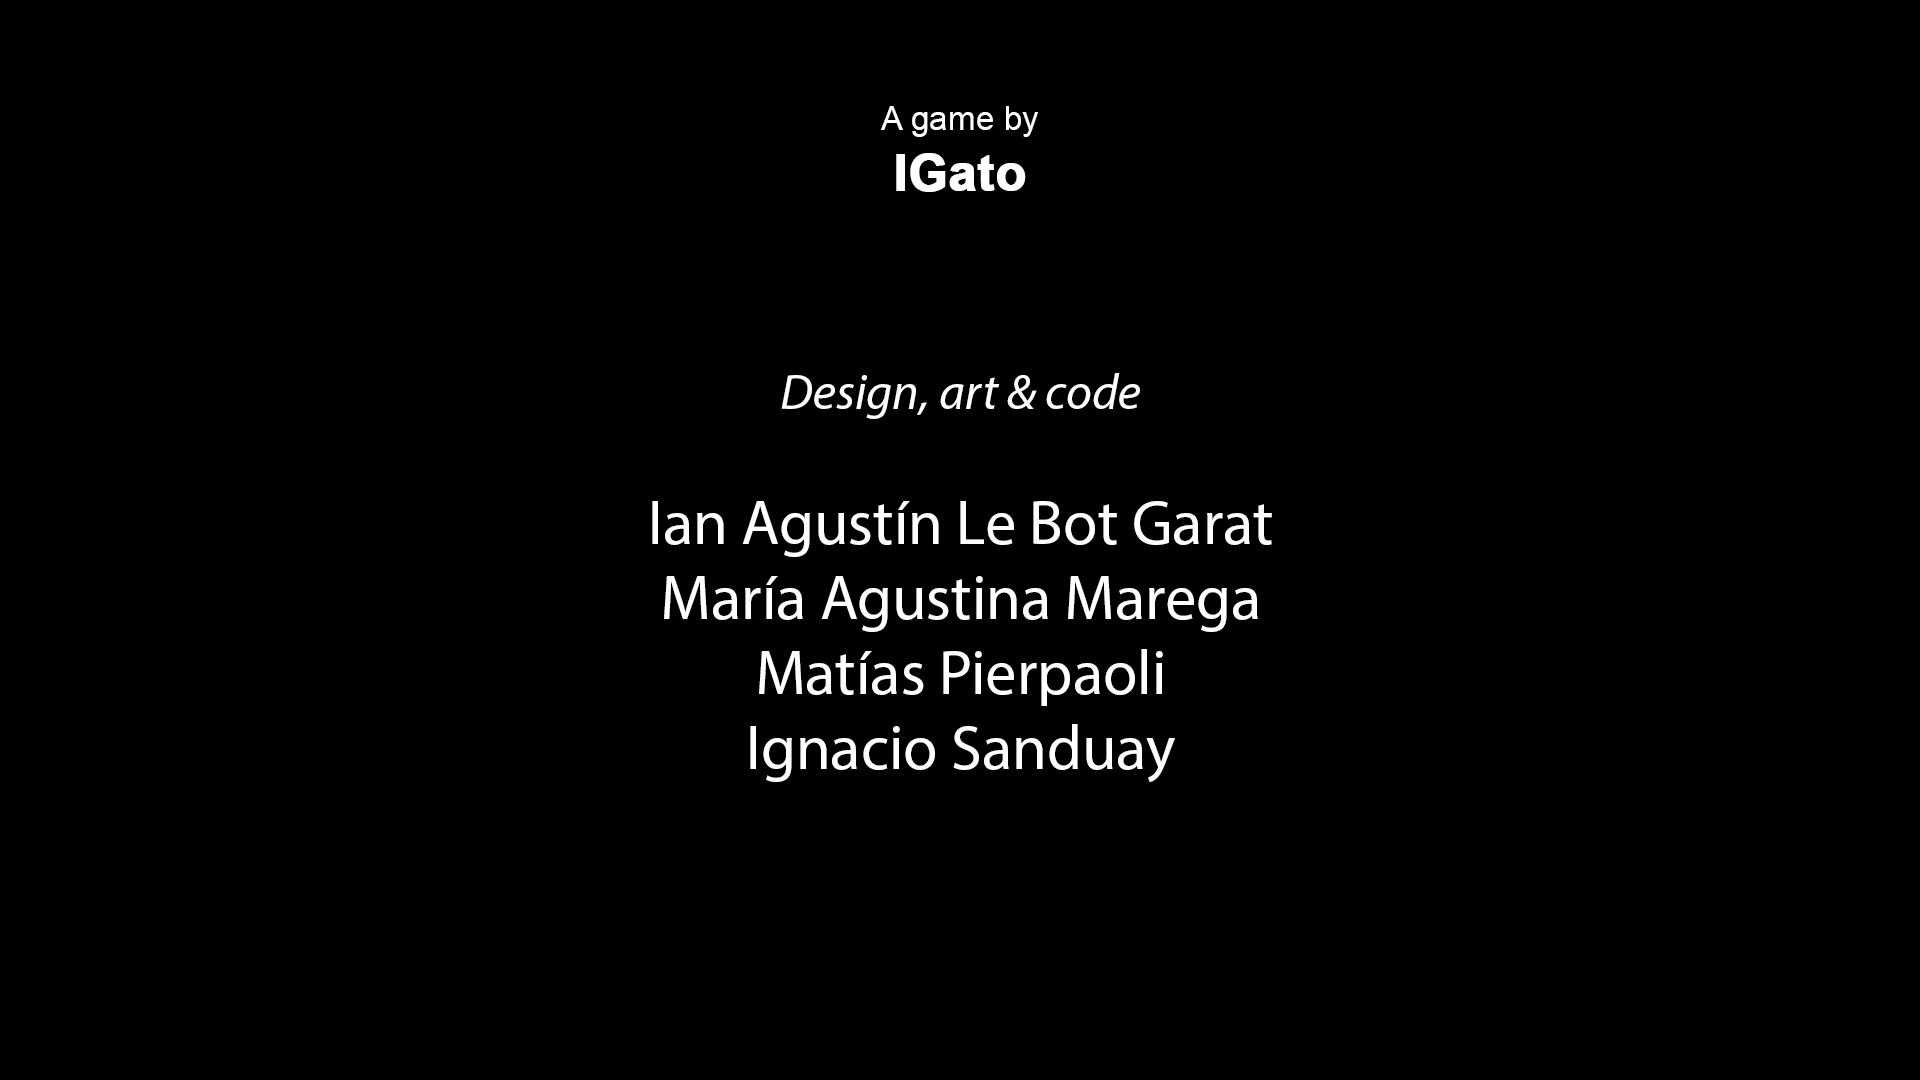 A game by
IGato
Design, art & code
Ian Agustín Le Bot Garat
María Agustina Marega
Matías Pierpaoli
Ignacio Sanduay